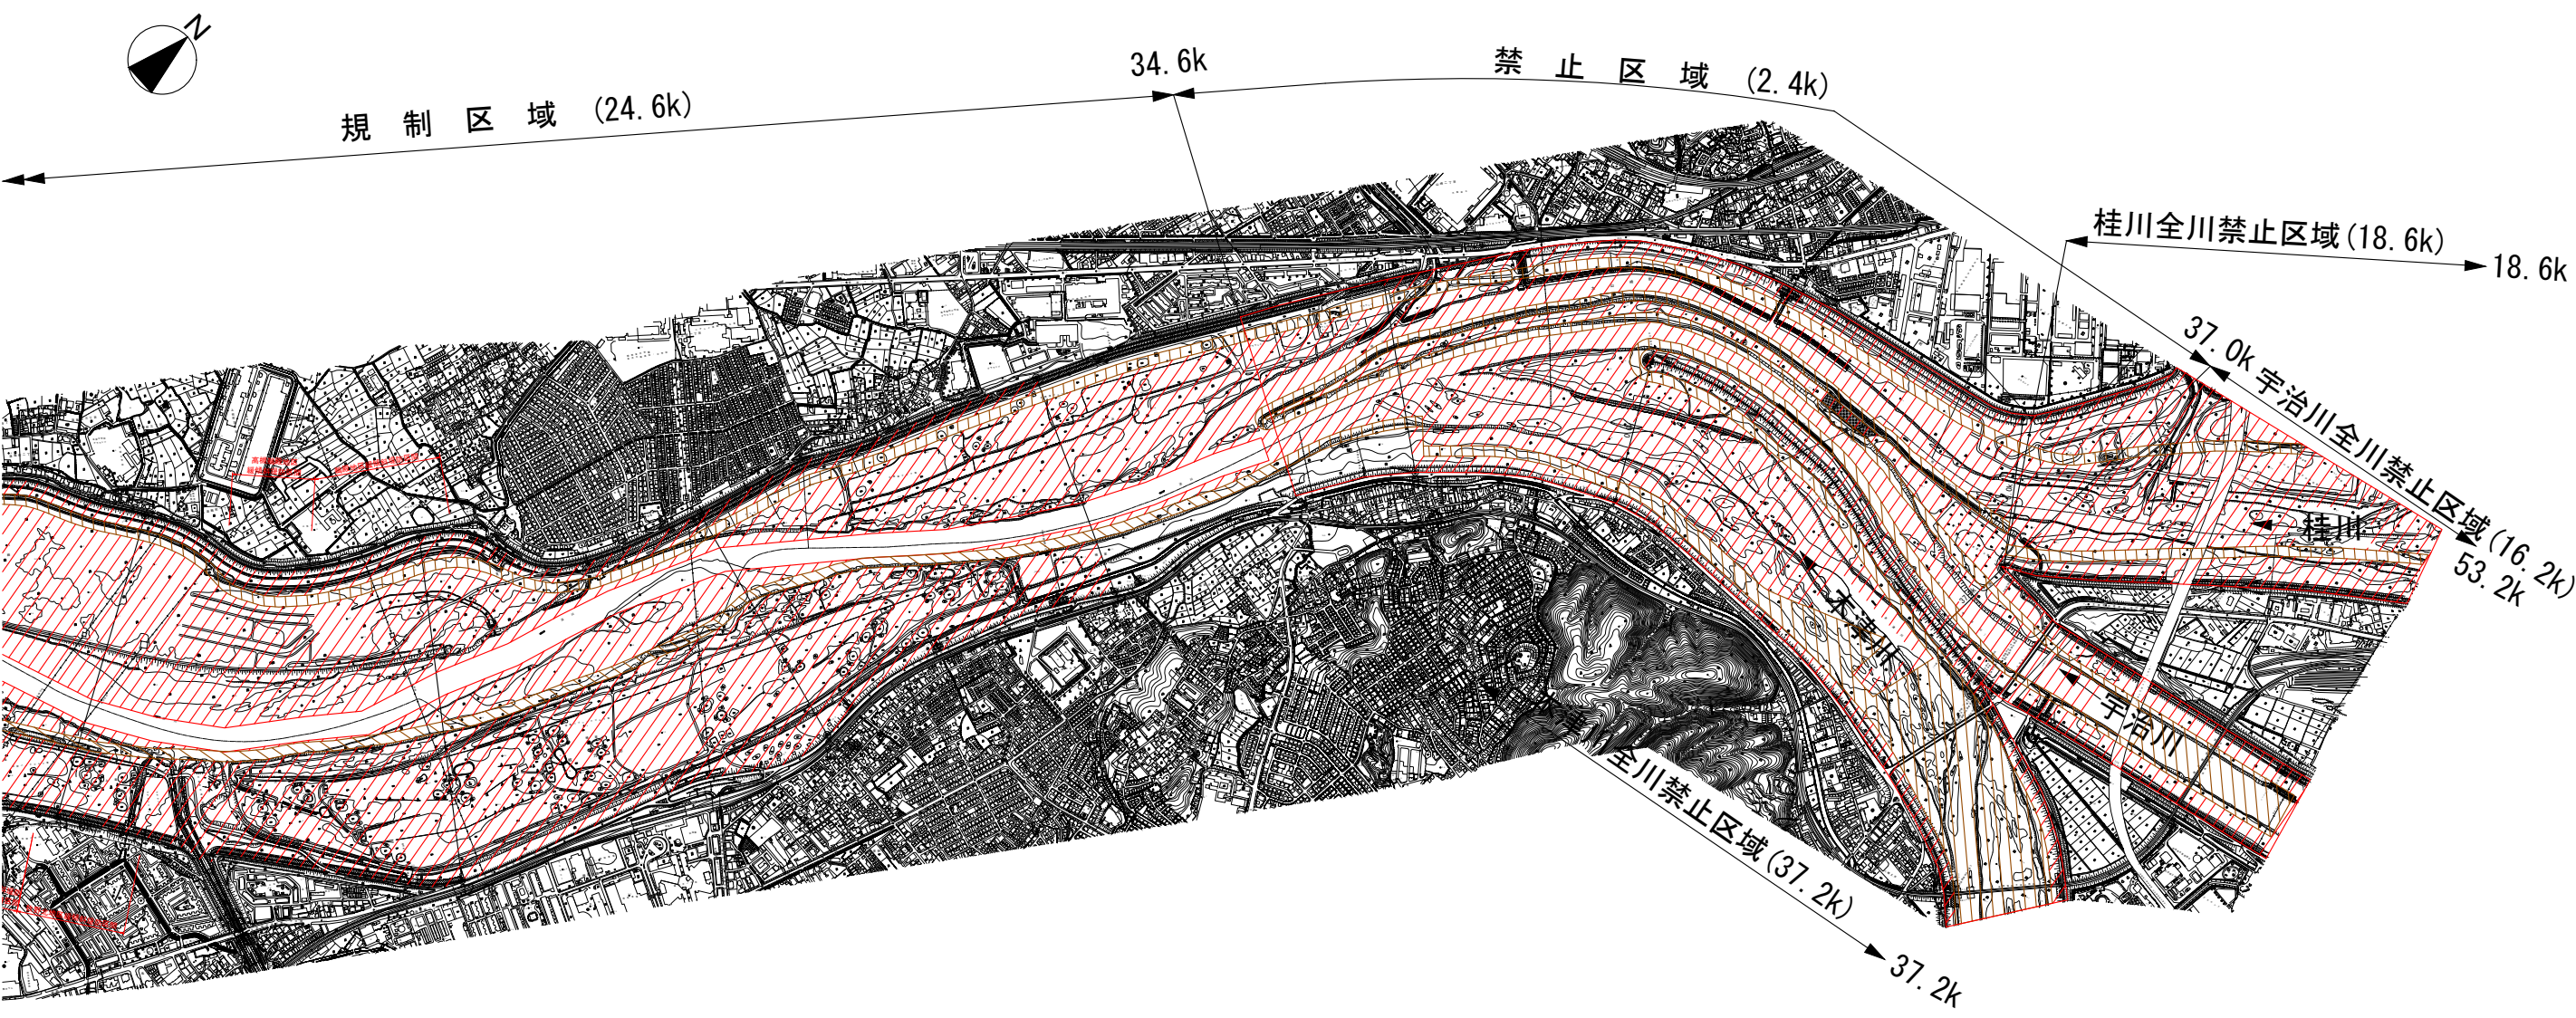 N
規制区域 (24.6k)
34.6k
禁止区域 (2.4k)
桂川全川禁止区域(18.6k)
18.6k
37.0k
宇治川全川禁止区域(16.2k)
53.2k
桂川
木津川
宇治川
全川禁止区域(37.2k)
37.2k